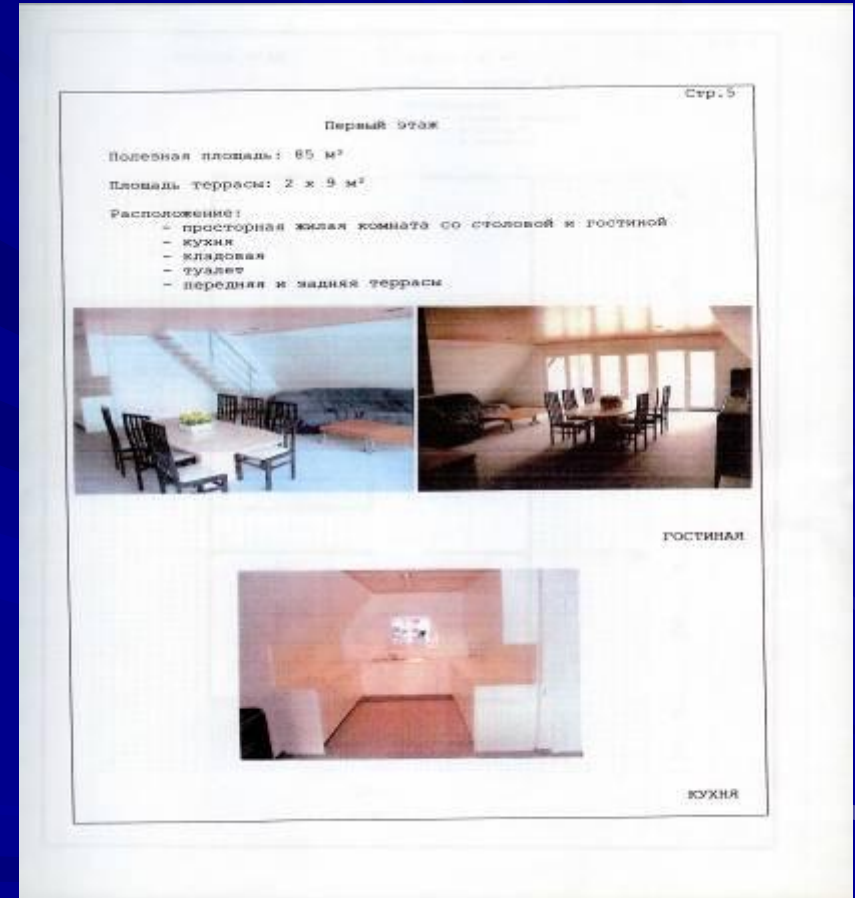 Стр.5
Первый этаж
Полезная площадь: 85 м²
Площадь террасы: 2 x 9 м²
Расположение:
- просторная жилая комната со столовой и гостиной
- кухня
- кладовая
- туалет
- передняя и задняя террасы
ГОСТИНАЯ
КУХНЯ